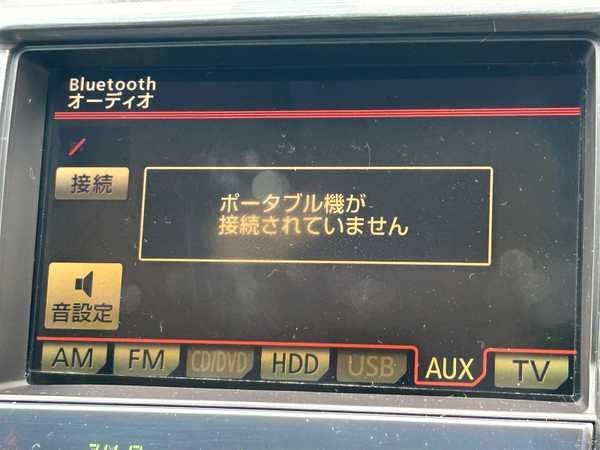 Bluetooth
オーディオ
接続
ポータブル機が
接続されていません
音設定
AM FM CD/DVD HDD USB AUX TV